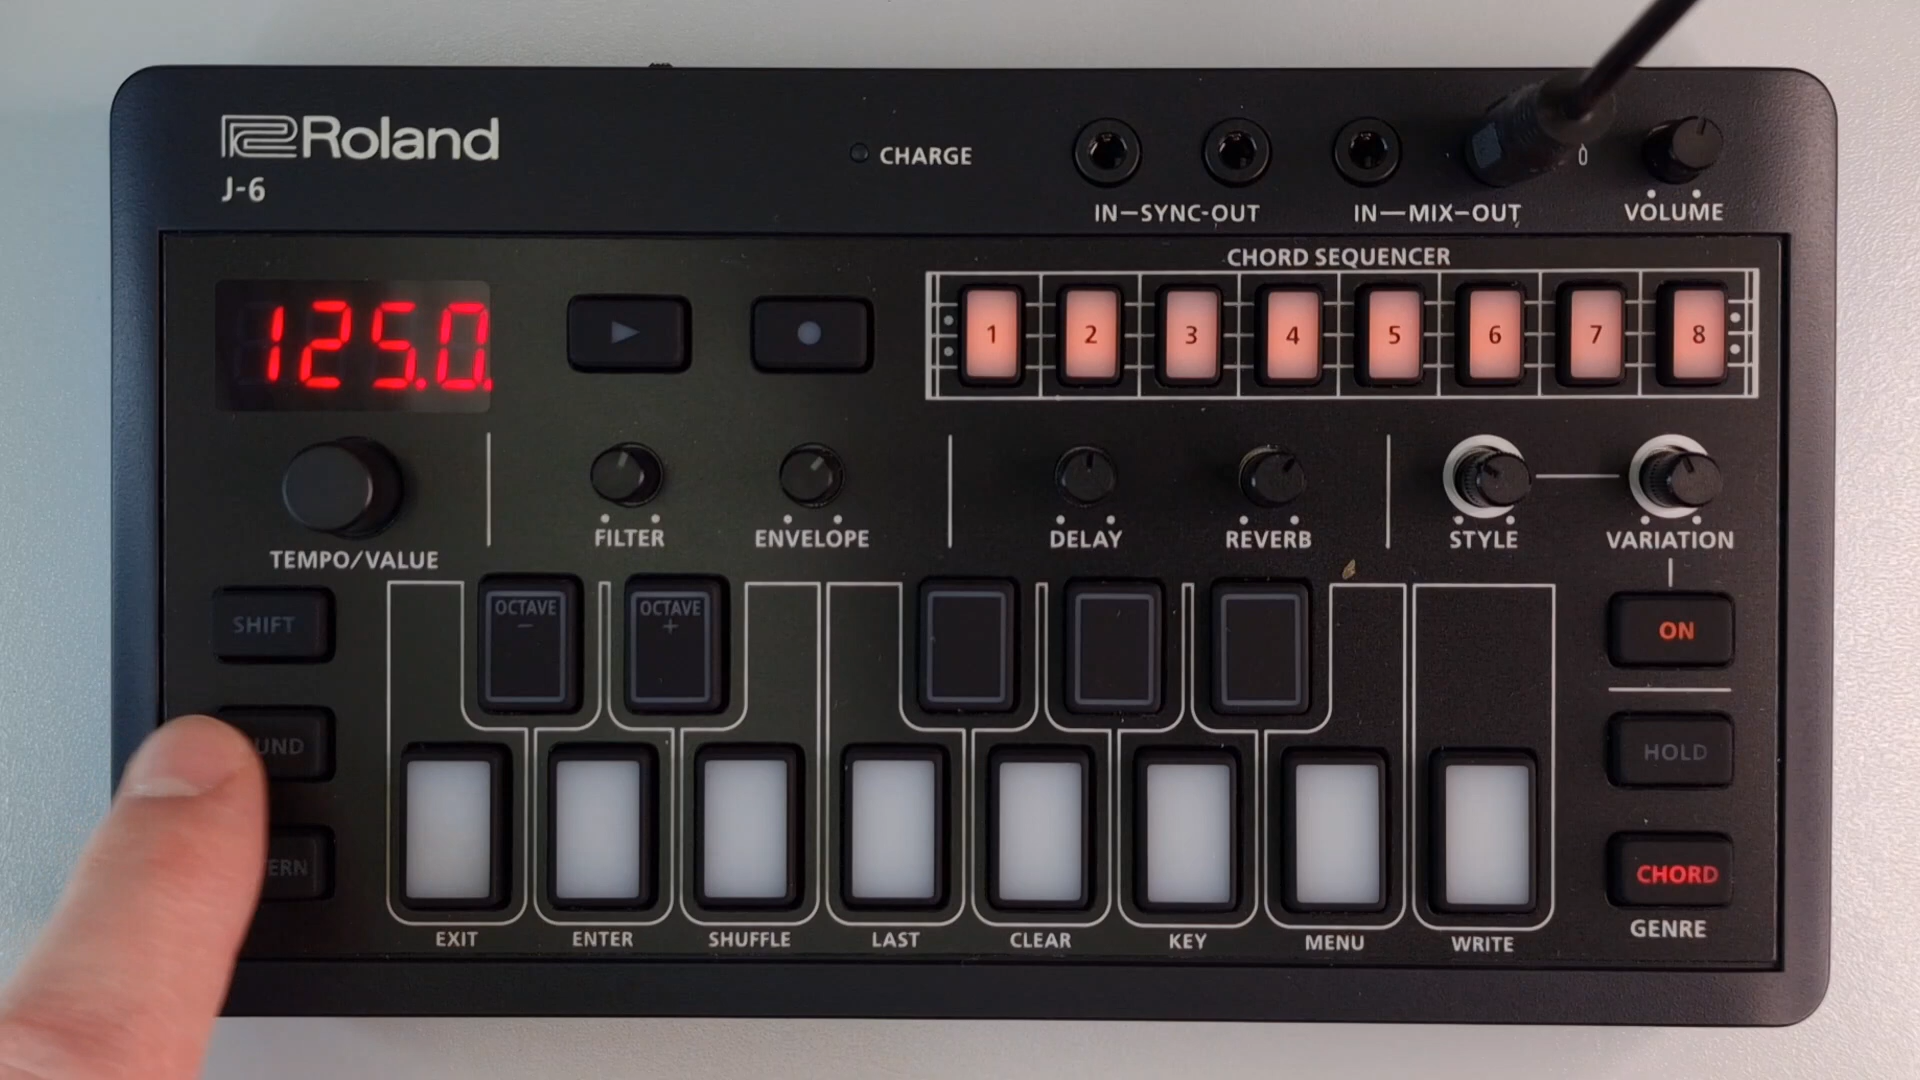 Roland
J-6
CHARGE
IN—SYNC-OUT
IN—MIX—OUT
VOLUME
CHORD SEQUENCER
125.0.
1 2 3 4 5 6 7 8
TEMPO/VALUE
FILTER
ENVELOPE
DELAY
REVERB
STYLE
VARIATION
SHIFT
OCTAVE
−
OCTAVE
+
ON
UND
HOLD
ERN
CHORD
GENRE
EXIT
ENTER
SHUFFLE
LAST
CLEAR
KEY
MENU
WRITE